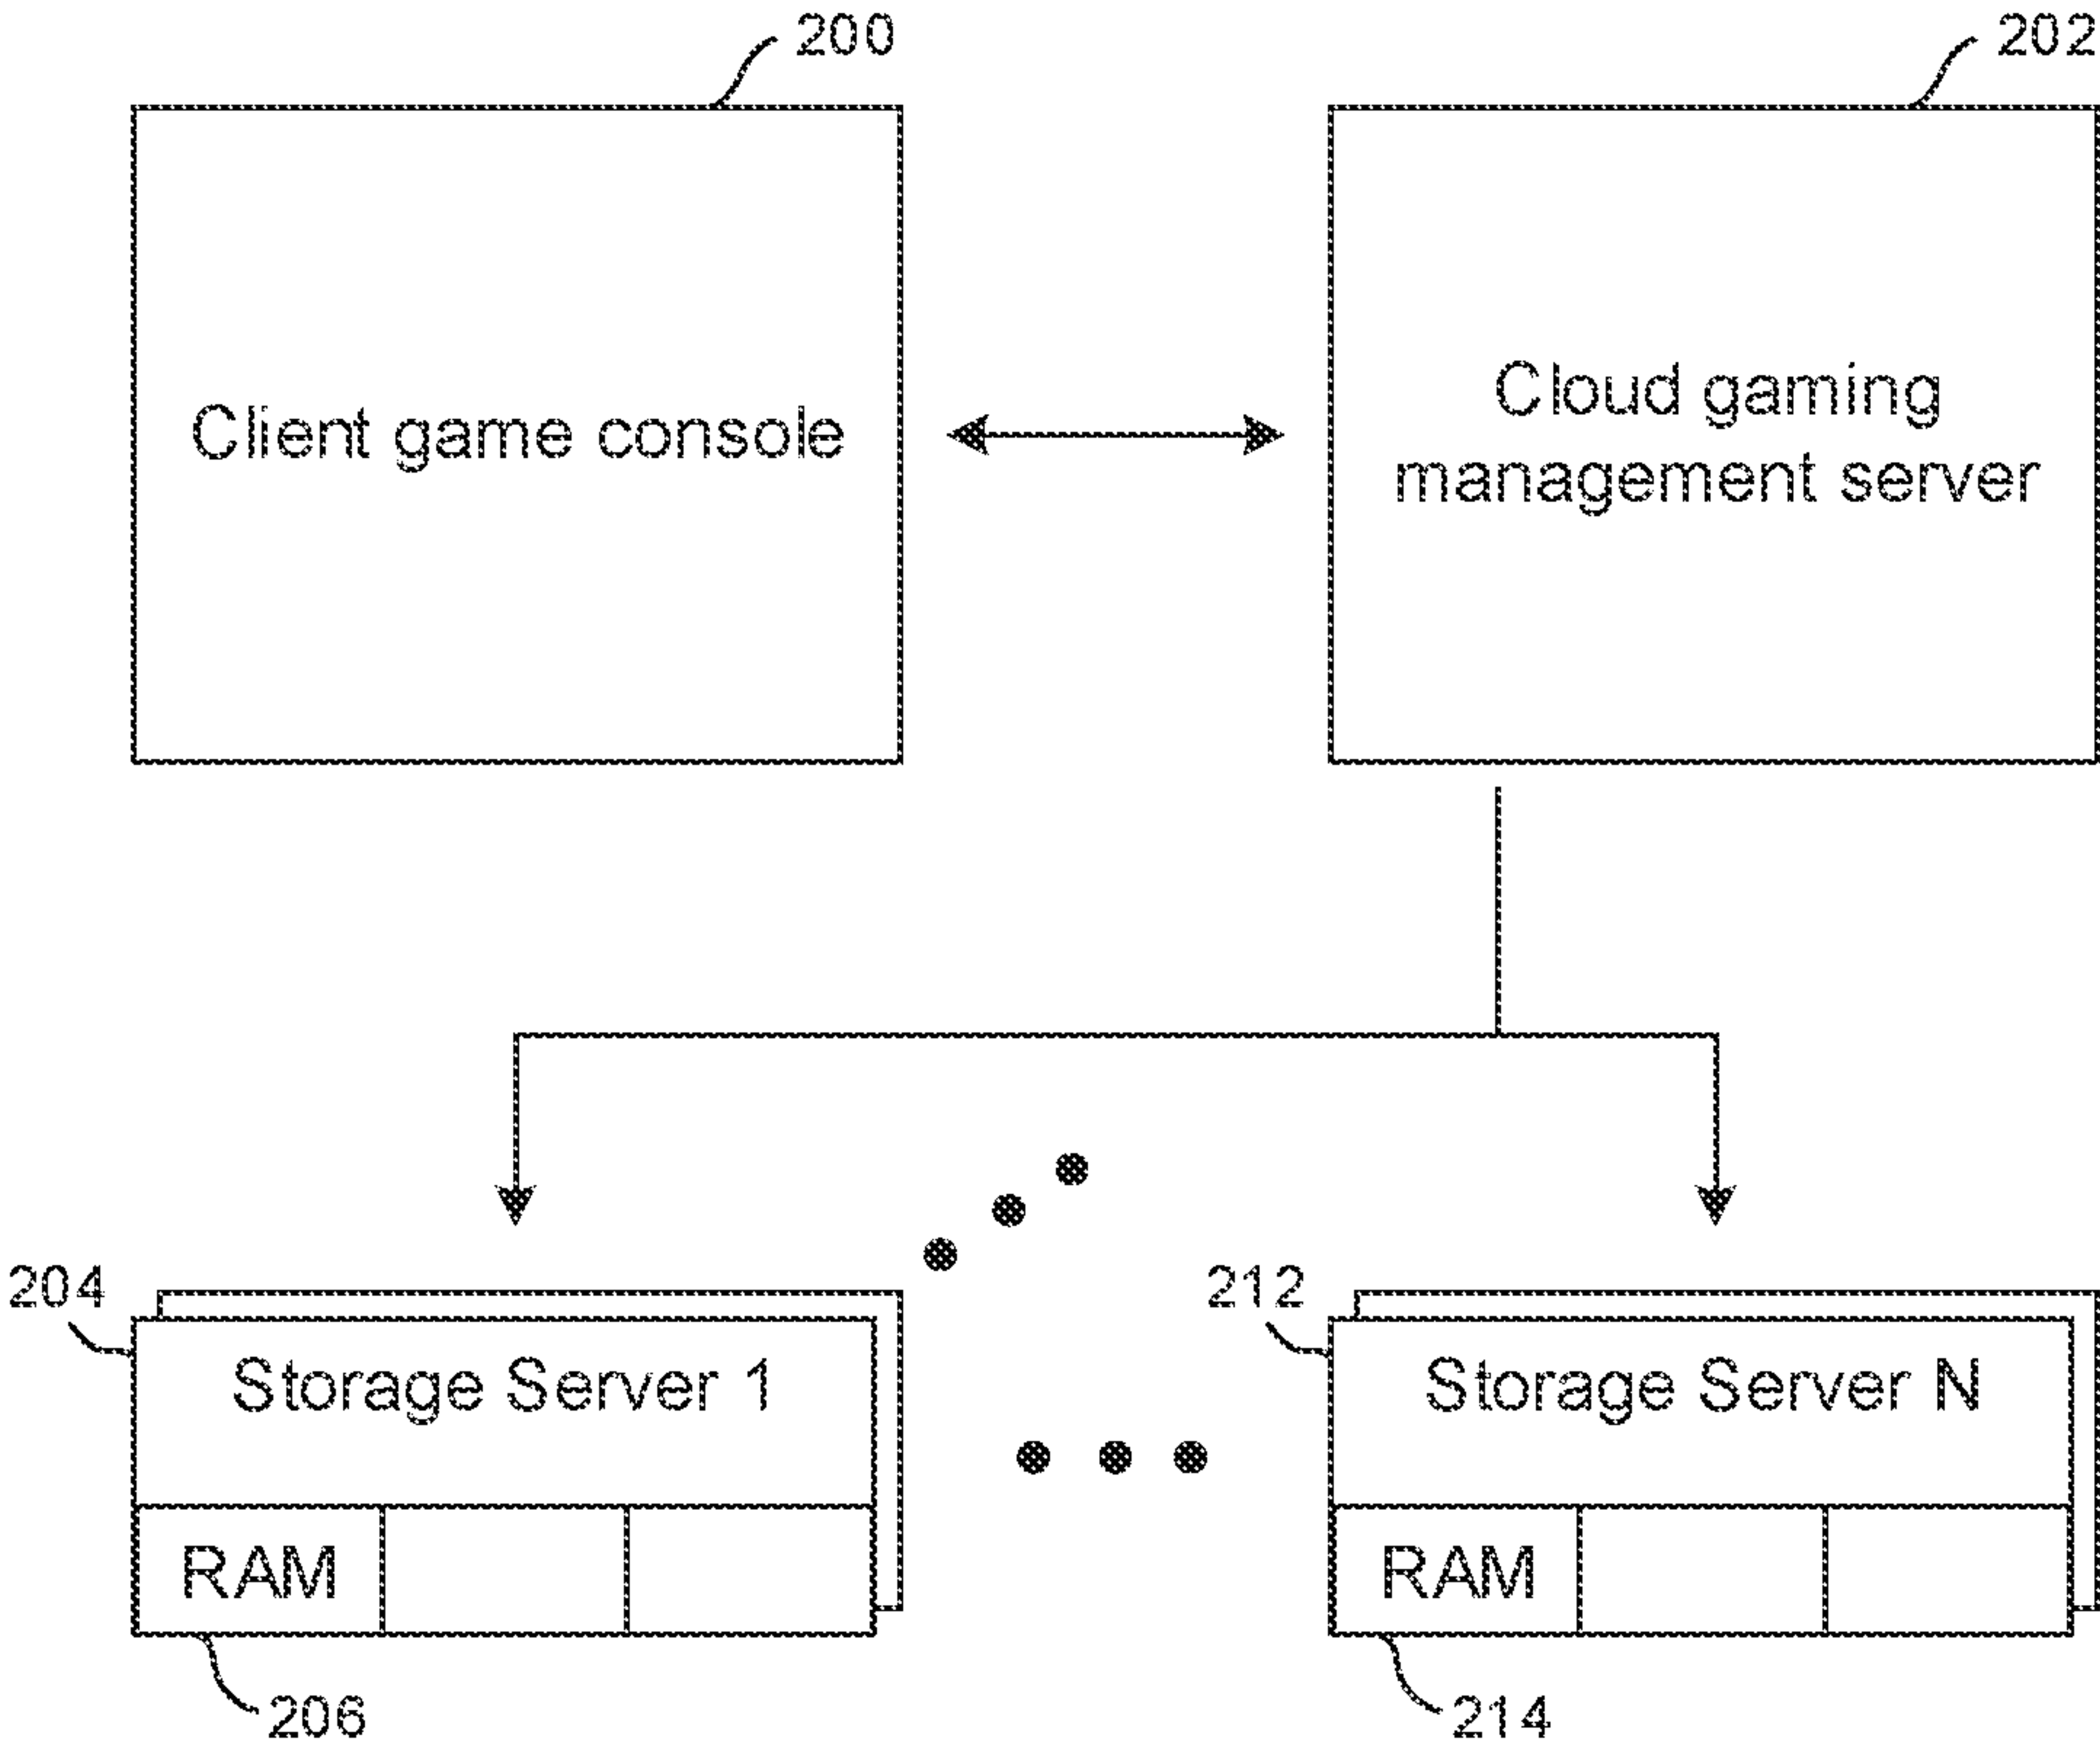 200
202
Client game console
Cloud gaming
management server
204
212
Storage Server 1
Storage Server N
RAM
RAM
206
214